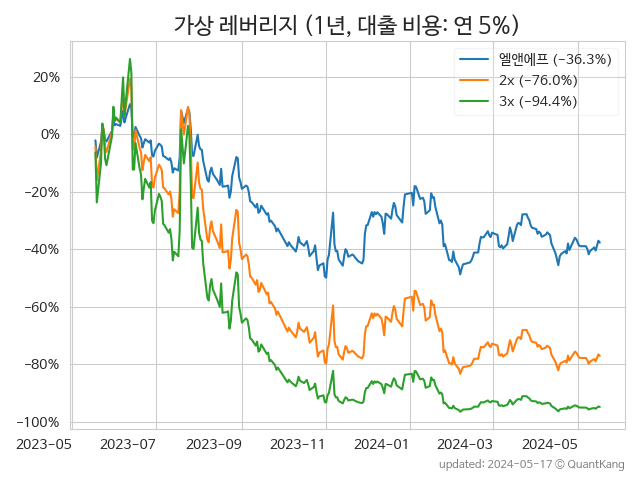 가상 레버리지 (1년, 대출 비용: 연 5%)
엘앤에프 (-36.3%)
2x (-76.0%)
3x (-94.4%)
20%
0%
-20%
-40%
-60%
-80%
-100%
2023-05 2023-07 2023-09 2023-11 2024-01 2024-03 2024-05
updated: 2024-05-17 © QuantKang